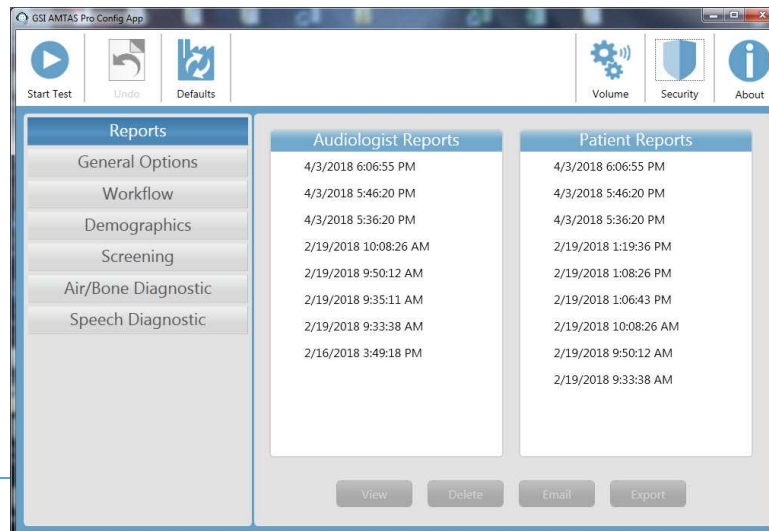 GSI AMTAS Pro Config App
Start Test
Undo
Defaults
Volume
Security
About
Reports
General Options
Workflow
Demographics
Screening
Air/Bone Diagnostic
Speech Diagnostic
Audiologist Reports
4/3/2018 6:06:55 PM
4/3/2018 5:46:20 PM
4/3/2018 5:36:20 PM
2/19/2018 10:08:26 AM
2/19/2018 9:50:12 AM
2/19/2018 9:35:11 AM
2/19/2018 9:33:38 AM
2/16/2018 3:49:18 PM
Patient Reports
4/3/2018 6:06:55 PM
4/3/2018 5:46:20 PM
4/3/2018 5:36:20 PM
2/19/2018 1:19:36 PM
2/19/2018 1:08:26 PM
2/19/2018 1:06:43 PM
2/19/2018 10:08:26 AM
2/19/2018 9:50:12 AM
2/19/2018 9:33:38 AM
View
Delete
Email
Export